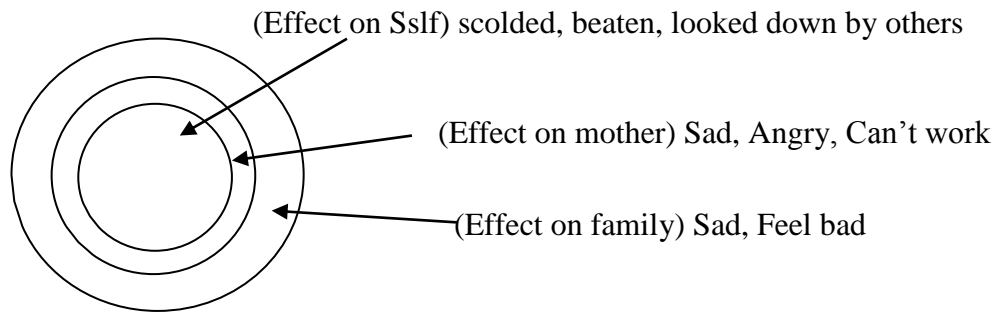 (Effect on Sslf) scolded, beaten, looked down by others
(Effect on mother) Sad, Angry, Can’t work
(Effect on family) Sad, Feel bad